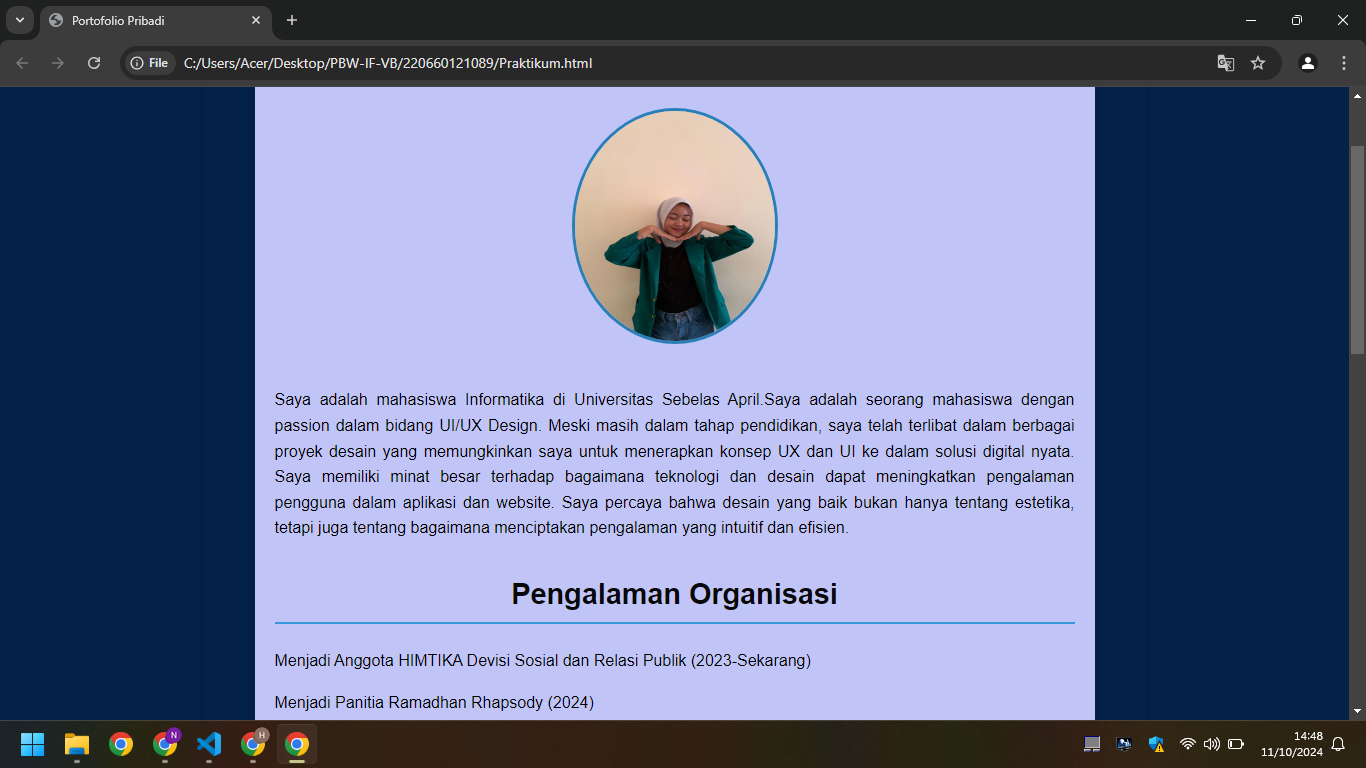 Portofolio Pribadi
File
C:/Users/Acer/Desktop/PBW-IF-VB/220660121089/Praktikum.html
Saya adalah mahasiswa Informatika di Universitas Sebelas April.Saya adalah seorang mahasiswa dengan
passion dalam bidang UI/UX Design. Meski masih dalam tahap pendidikan, saya telah terlibat dalam berbagai
proyek desain yang memungkinkan saya untuk menerapkan konsep UX dan UI ke dalam solusi digital nyata.
Saya memiliki minat besar terhadap bagaimana teknologi dan desain dapat meningkatkan pengalaman
pengguna dalam aplikasi dan website. Saya percaya bahwa desain yang baik bukan hanya tentang estetika,
tetapi juga tentang bagaimana menciptakan pengalaman yang intuitif dan efisien.
Pengalaman Organisasi
Menjadi Anggota HIMTIKA Devisi Sosial dan Relasi Publik (2023-Sekarang)
Menjadi Panitia Ramadhan Rhapsody (2024)
N
H
14:48
11/10/2024